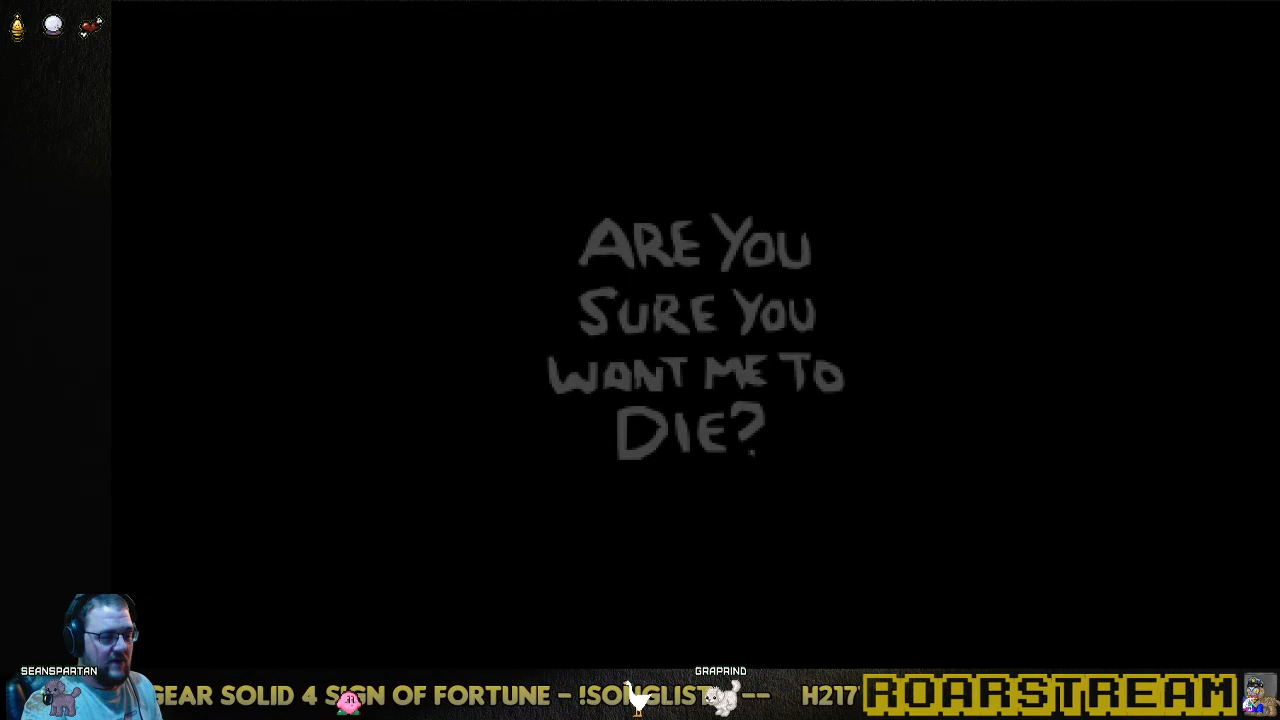 ARE YOU
SURE YOU
WANT ME TO
DIE?
SEANSPARTAN
GRAPRIND
GEAR SOLID 4 SIGN OF FORTUNE - !SONGLIST -- H217
ROARSTREAM